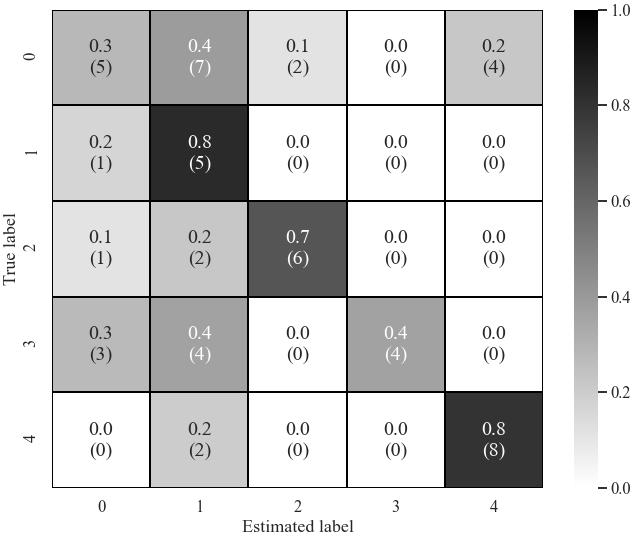 0.3 0.4 0.1 0.0 0.2
(5) (7) (2) (0) (4)
0
0.2 0.8 0.0 0.0 0.0
(1) (5) (0) (0) (0)
1
0.1 0.2 0.7 0.0 0.0
(1) (2) (6) (0) (0)
2
0.3 0.4 0.0 0.4 0.0
(3) (4) (0) (4) (0)
3
0.0 0.2 0.0 0.0 0.8
(0) (2) (0) (0) (8)
4
True label
0 1 2 3 4
Estimated label
1.0
0.8
0.6
0.4
0.2
0.0